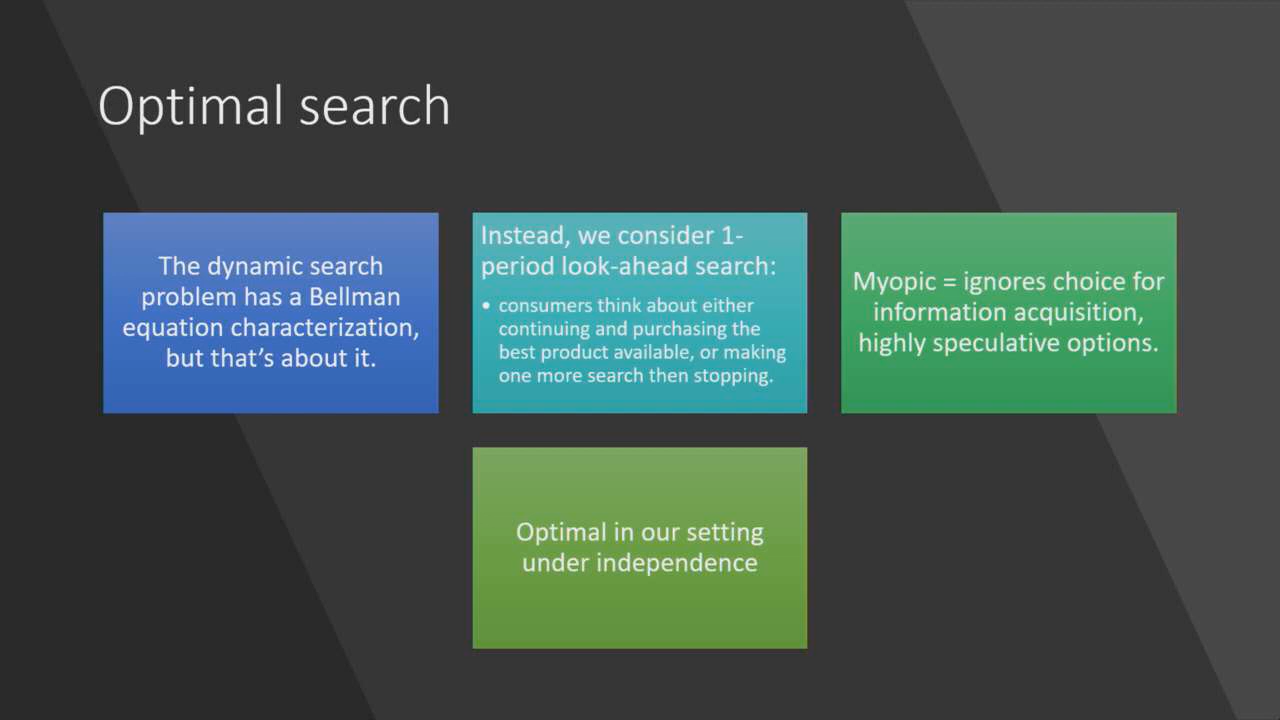 Optimal search
The dynamic search
problem has a Bellman
equation characterization,
but that's about it.
Instead, we consider 1-
period look-ahead search:
• consumers think about either
continuing and purchasing the
best product available, or making
one more search then stopping.
Myopic = ignores choice for
information acquisition,
highly speculative options.
Optimal in our setting
under independence